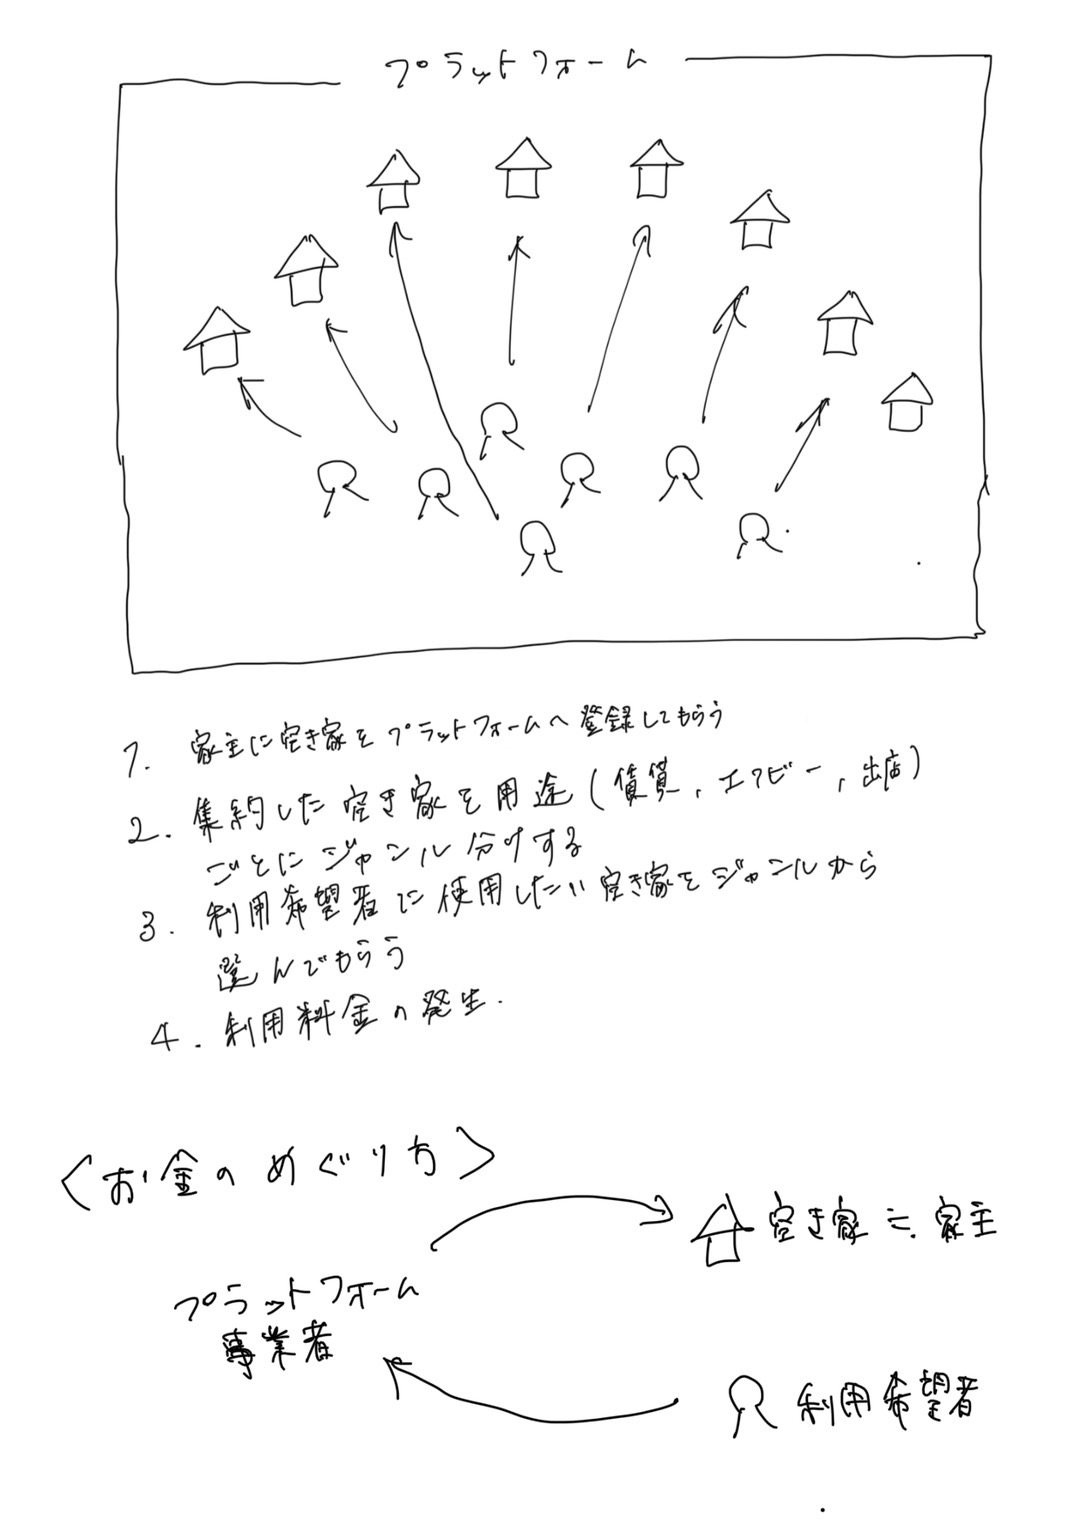 プラットフォーム
1. 家主に空き家をプラットフォームへ登録してもらう
2. 集約した空き家を用途(賃貸, エアビー, 出店)
ごとにジャンル分けする
3. 利用希望者に使用したい空き家をジャンルから
選んでもらう
4. 利用料金の発生.
<お金のめぐり方>
空き家 ≒ 家主
プラットフォーム
事業者
利用希望者